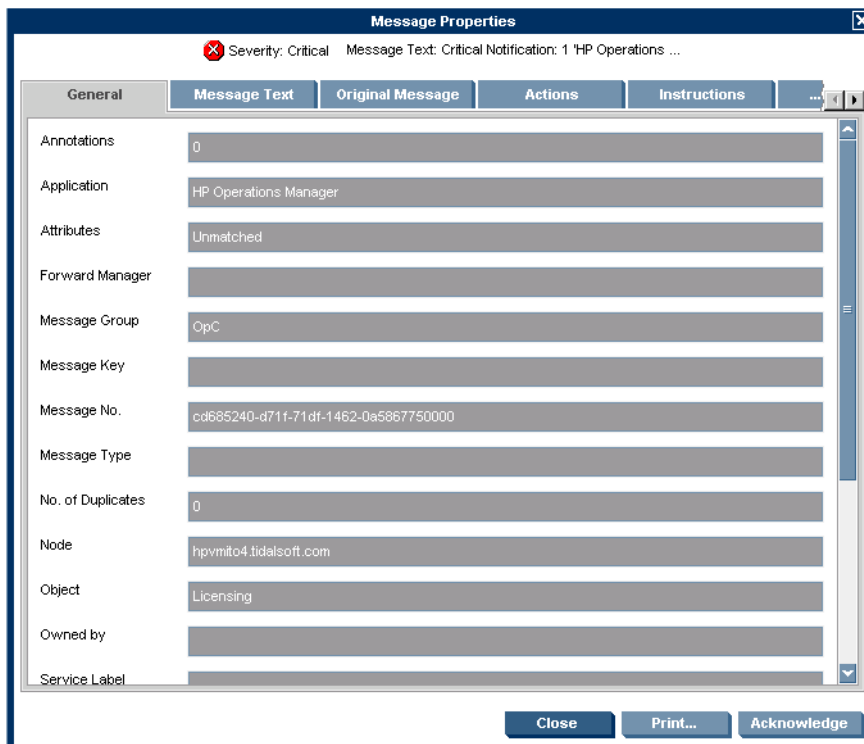 Message Properties
Severity: Critical Message Text: Critical Notification: 1 'HP Operations ...
General Message Text Original Message Actions Instructions ...
Annotations 0
Application HP Operations Manager
Attributes Unmatched
Forward Manager
Message Group OpC
Message Key
Message No. cd685240-d71f-71df-1462-0a5867750000
Message Type
No. of Duplicates 0
Node hpvmito4.tidalsoft.com
Object Licensing
Owned by
Service Label
Close Print... Acknowledge